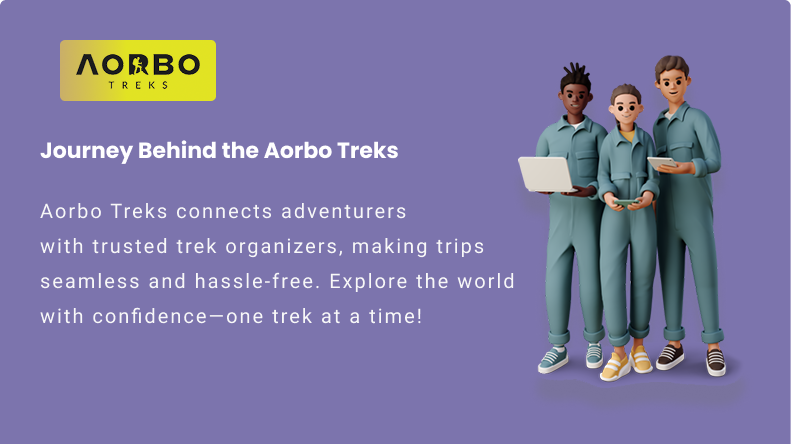 AORBO
TREKS
Journey Behind the Aorbo Treks
Aorbo Treks connects adventurers
with trusted trek organizers, making trips
seamless and hassle-free. Explore the world
with confidence—one trek at a time!